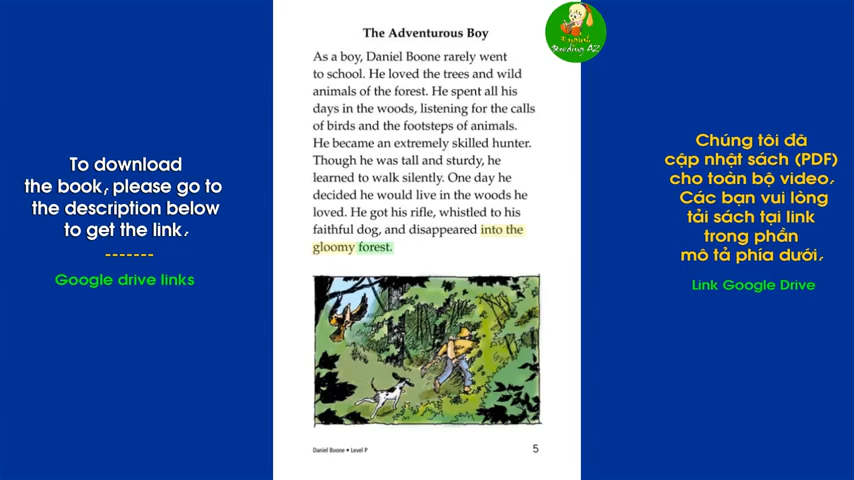 The Adventurous Boy
As a boy, Daniel Boone rarely went
to school. He loved the trees and wild
animals of the forest. He spent all his
days in the woods, listening for the calls
of birds and the footsteps of animals.
He became an extremely skilled hunter.
Though he was tall and sturdy, he
learned to walk silently. One day he
decided he would live in the woods he
loved. He got his rifle, whistled to his
faithful dog, and disappeared into the
gloomy forest.
Daniel Boone • Level P
5
To download
the book, please go to
the description below
to get the link,
-------
Google drive links
Reading AZ
Chúng tôi đã
cập nhật sách (PDF)
cho toàn bộ video,
Các bạn vui lòng
tải sách tại link
trong phần
mô tả phía dưới,
Link Google Drive